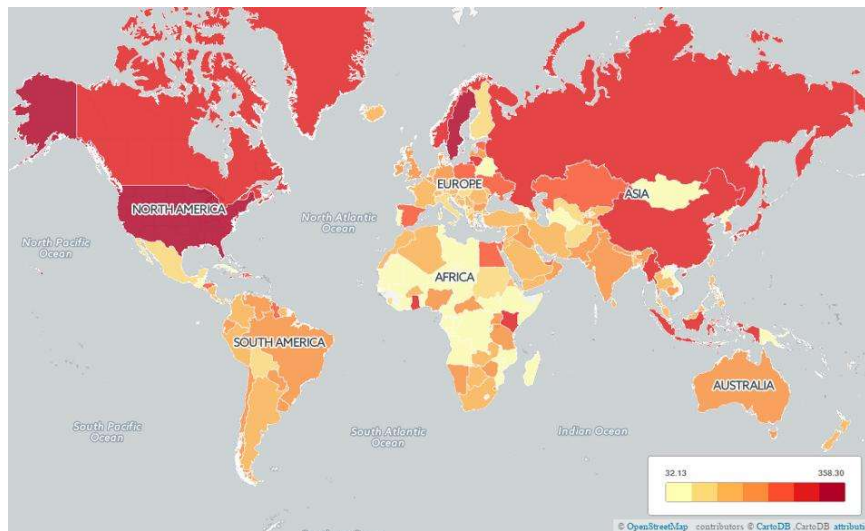 NORTH AMERICA
North Pacific
Ocean
North Atlantic
Ocean
EUROPE
ASIA
AFRICA
SOUTH AMERICA
AUSTRALIA
South Pacific
Ocean
South Atlantic
Ocean
Indian Ocean
32.13
358.30
© OpenStreetMap contributors © CartoDB ,CartoDB attribut